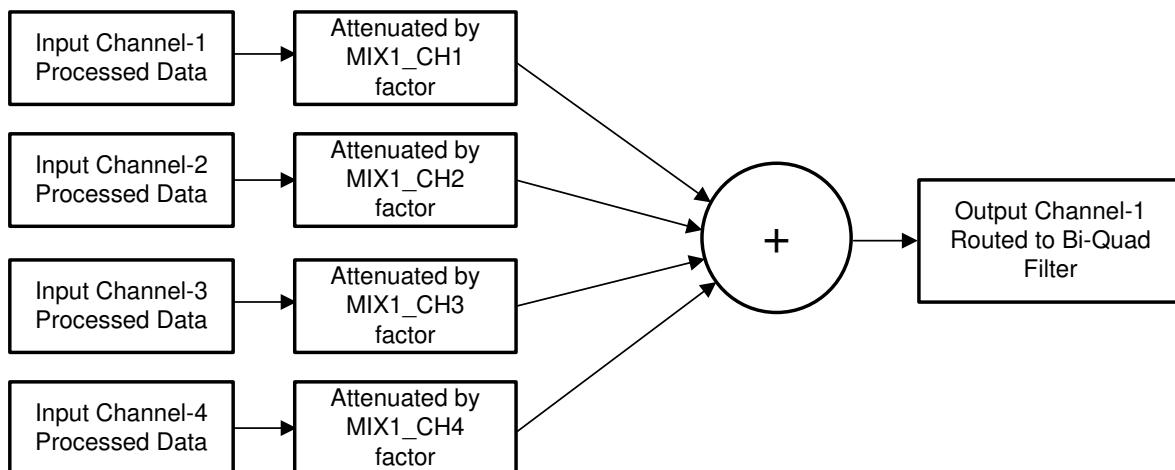 Input Channel-1
Processed Data
Attenuated by
MIX1_CH1
factor
Input Channel-2
Processed Data
Attenuated by
MIX1_CH2
factor
Input Channel-3
Processed Data
Attenuated by
MIX1_CH3
factor
Input Channel-4
Processed Data
Attenuated by
MIX1_CH4
factor
+
Output Channel-1
Routed to Bi-Quad
Filter